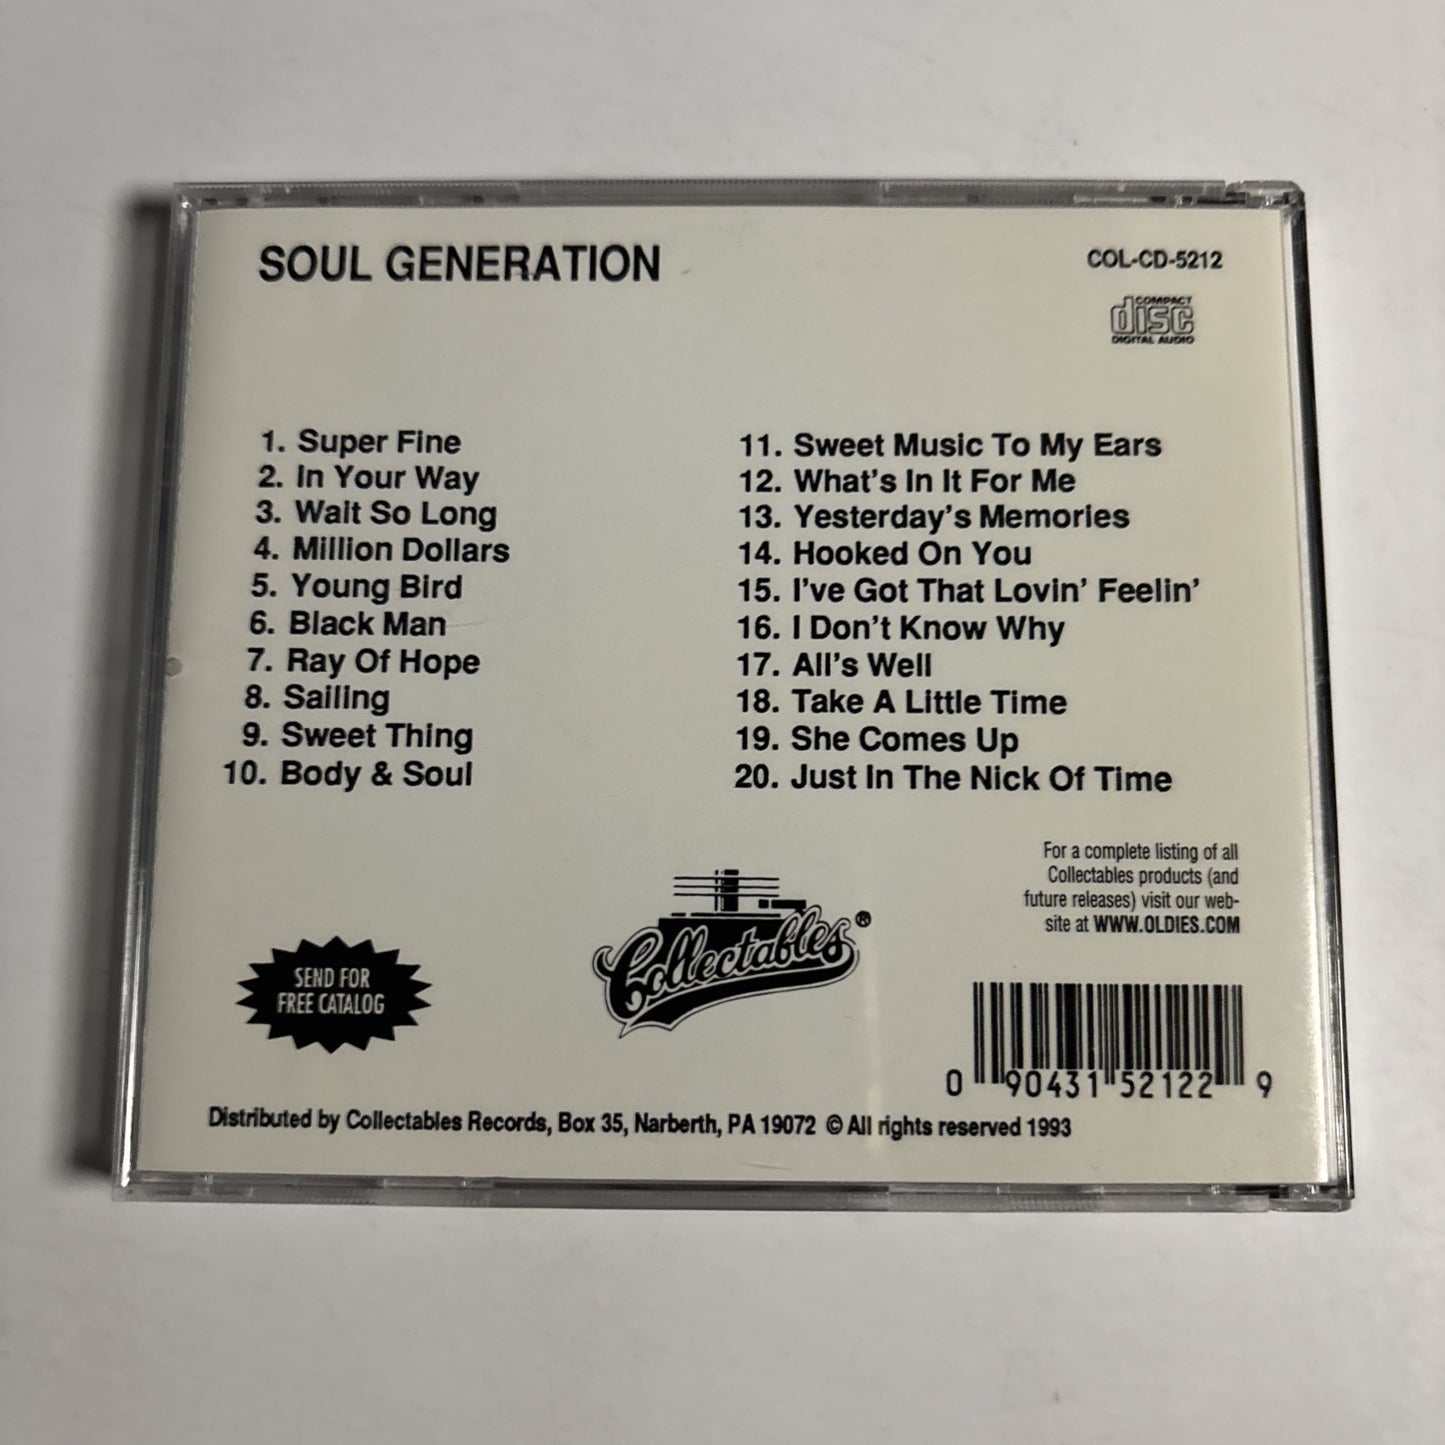 SOUL GENERATION
COL-CD-5212
COMPACT
disc
DIGITAL AUDIO
1. Super Fine
2. In Your Way
3. Wait So Long
4. Million Dollars
5. Young Bird
6. Black Man
7. Ray Of Hope
8. Sailing
9. Sweet Thing
10. Body & Soul
11. Sweet Music To My Ears
12. What's In It For Me
13. Yesterday's Memories
14. Hooked On You
15. I've Got That Lovin' Feelin'
16. I Don't Know Why
17. All's Well
18. Take A Little Time
19. She Comes Up
20. Just In The Nick Of Time
For a complete listing of all
Collectables products (and
future releases) visit our web-
site at WWW.OLDIES.COM
SEND FOR
FREE CATALOG
Collectables®
0 90431 52122 9
Distributed by Collectables Records, Box 35, Narberth, PA 19072 © All rights reserved 1993